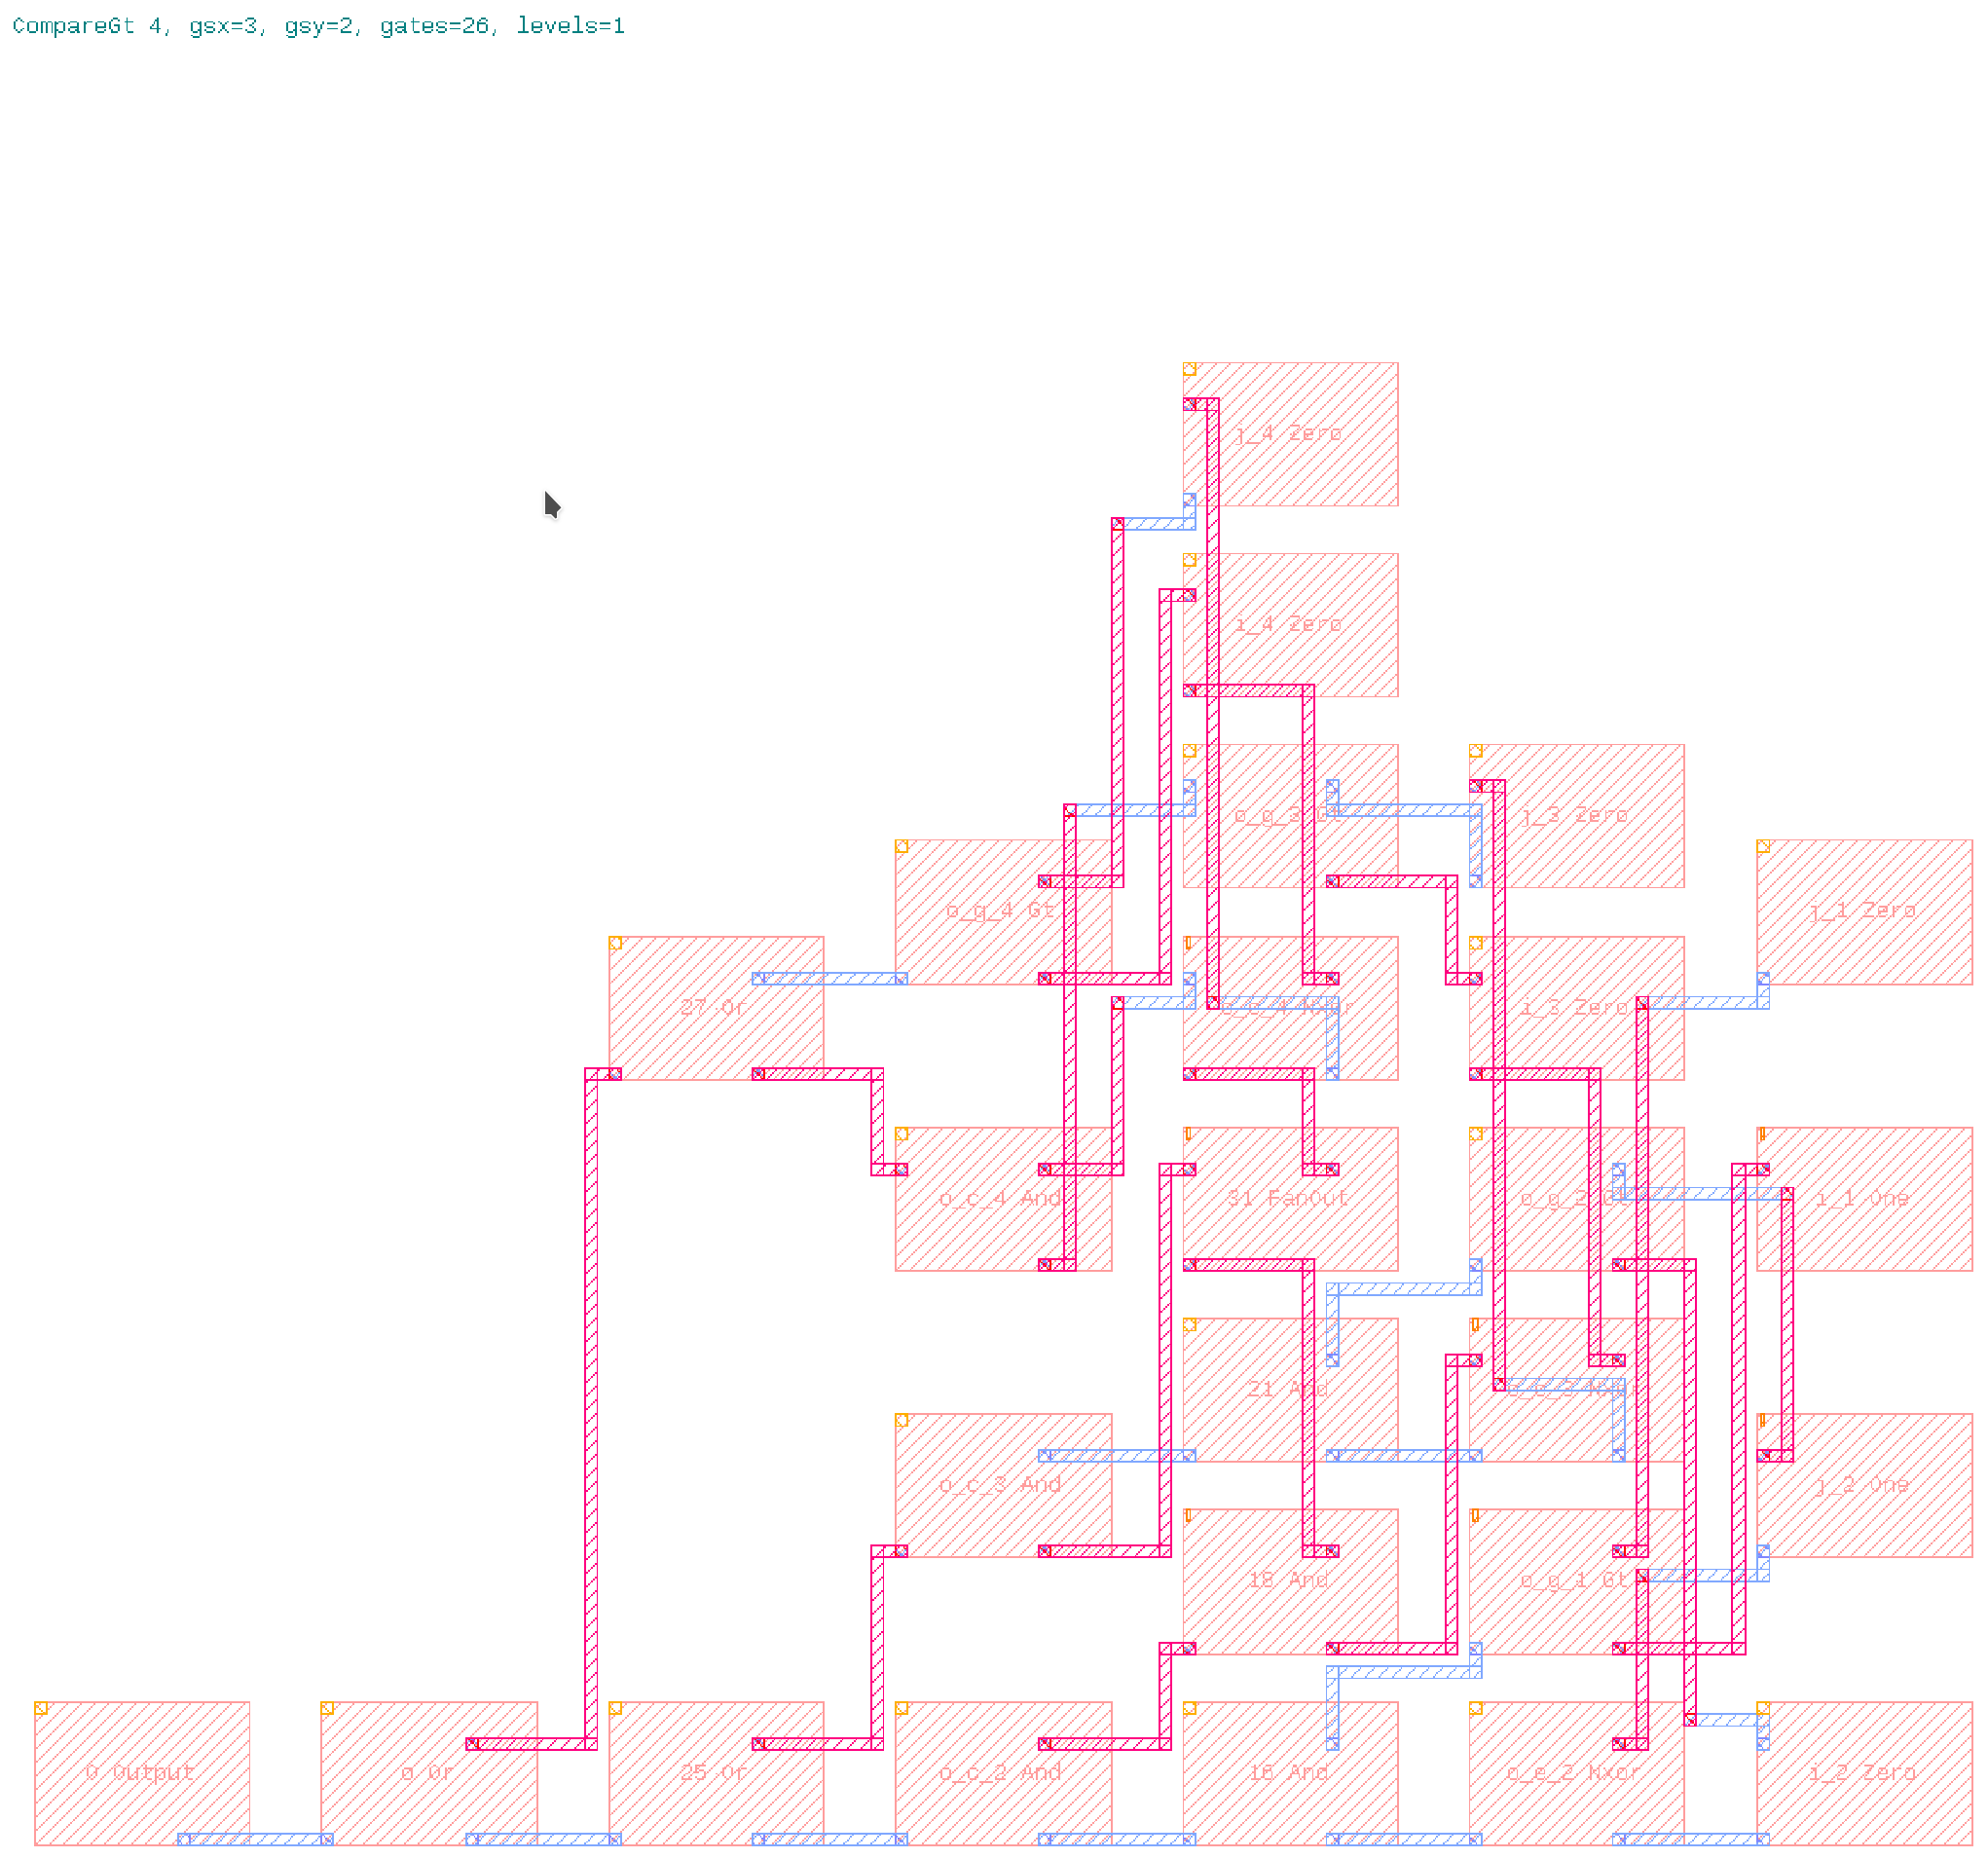 CompareGt 4, gsx=3, gsy=2, gates=26, levels=1
j_4 Zero
i_4 Zero
o_g_3 Gt
j_3 Zero
o_g_4 Gt
j_1 Zero
27 Or
o_e_4 Nxor
i_3 Zero
o_c_4 And
31 FanOut
o_g_2 Gt
i_1 One
21 And
o_e_3 Nxor
o_c_3 And
j_2 One
18 And
o_g_1 Gt
O Output
o Or
25 Or
o_c_2 And
16 And
o_e_2 Nxor
i_2 Zero